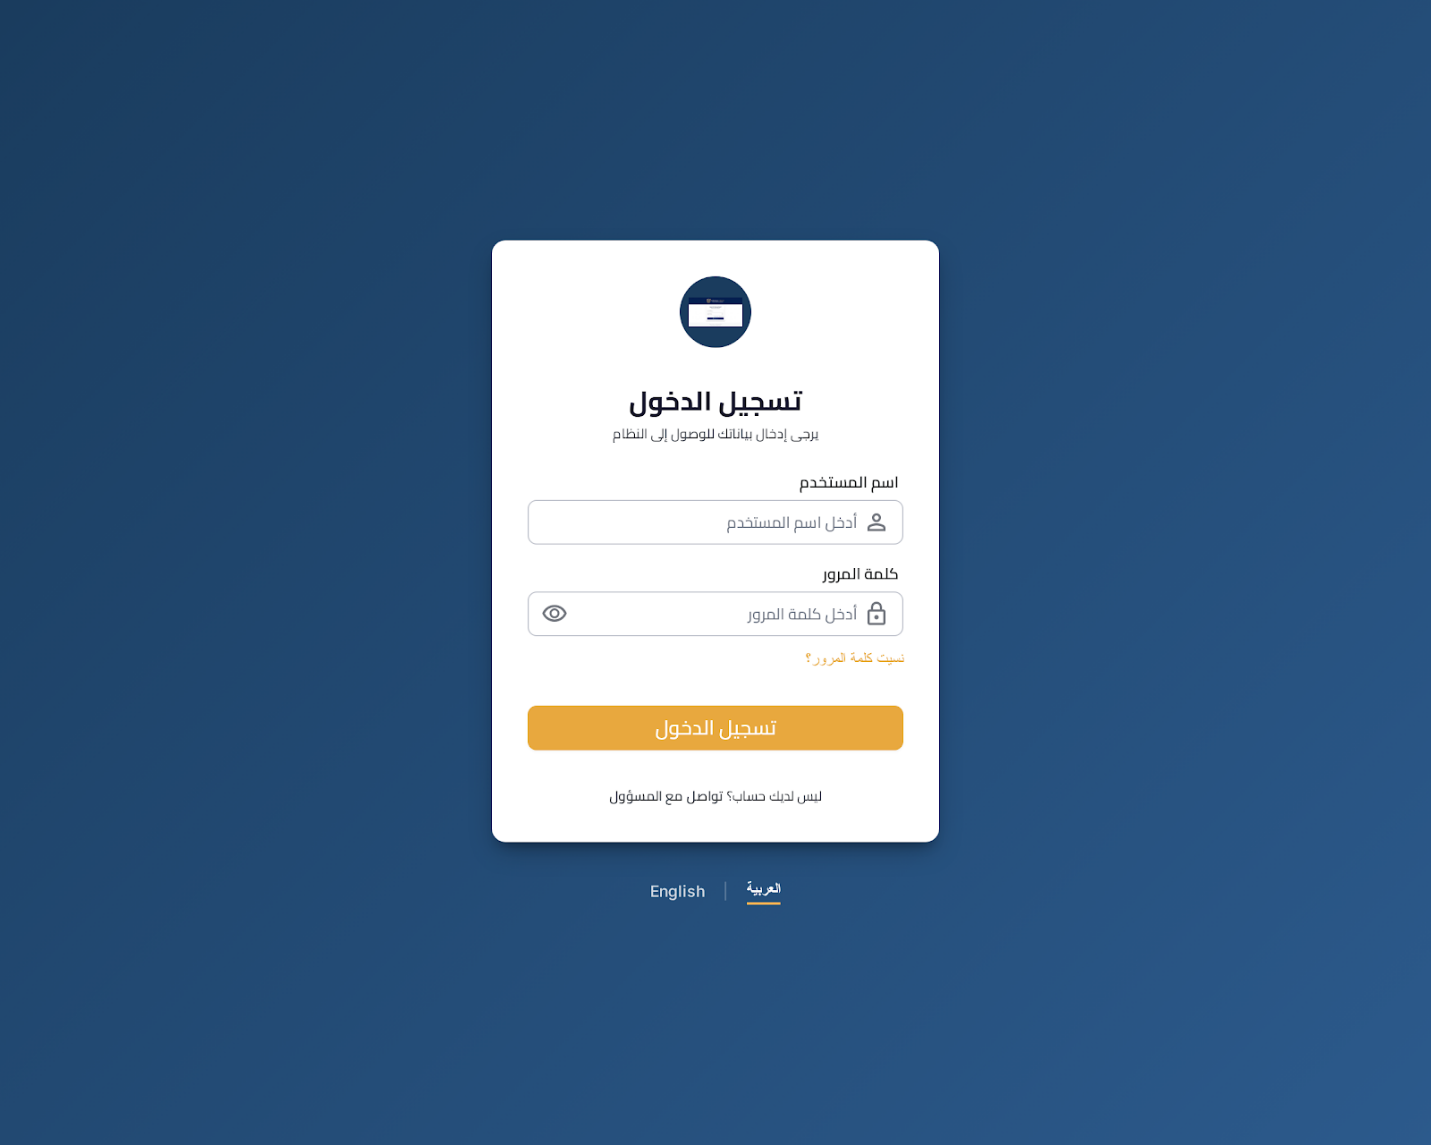 تسجيل الدخول
يرجى إدخال بياناتك للوصول إلى النظام
اسم المستخدم
أدخل اسم المستخدم
كلمة المرور
أدخل كلمة المرور
نسيت كلمة المرور؟
تسجيل الدخول
ليس لديك حساب؟ تواصل مع المسؤول
العربية | English